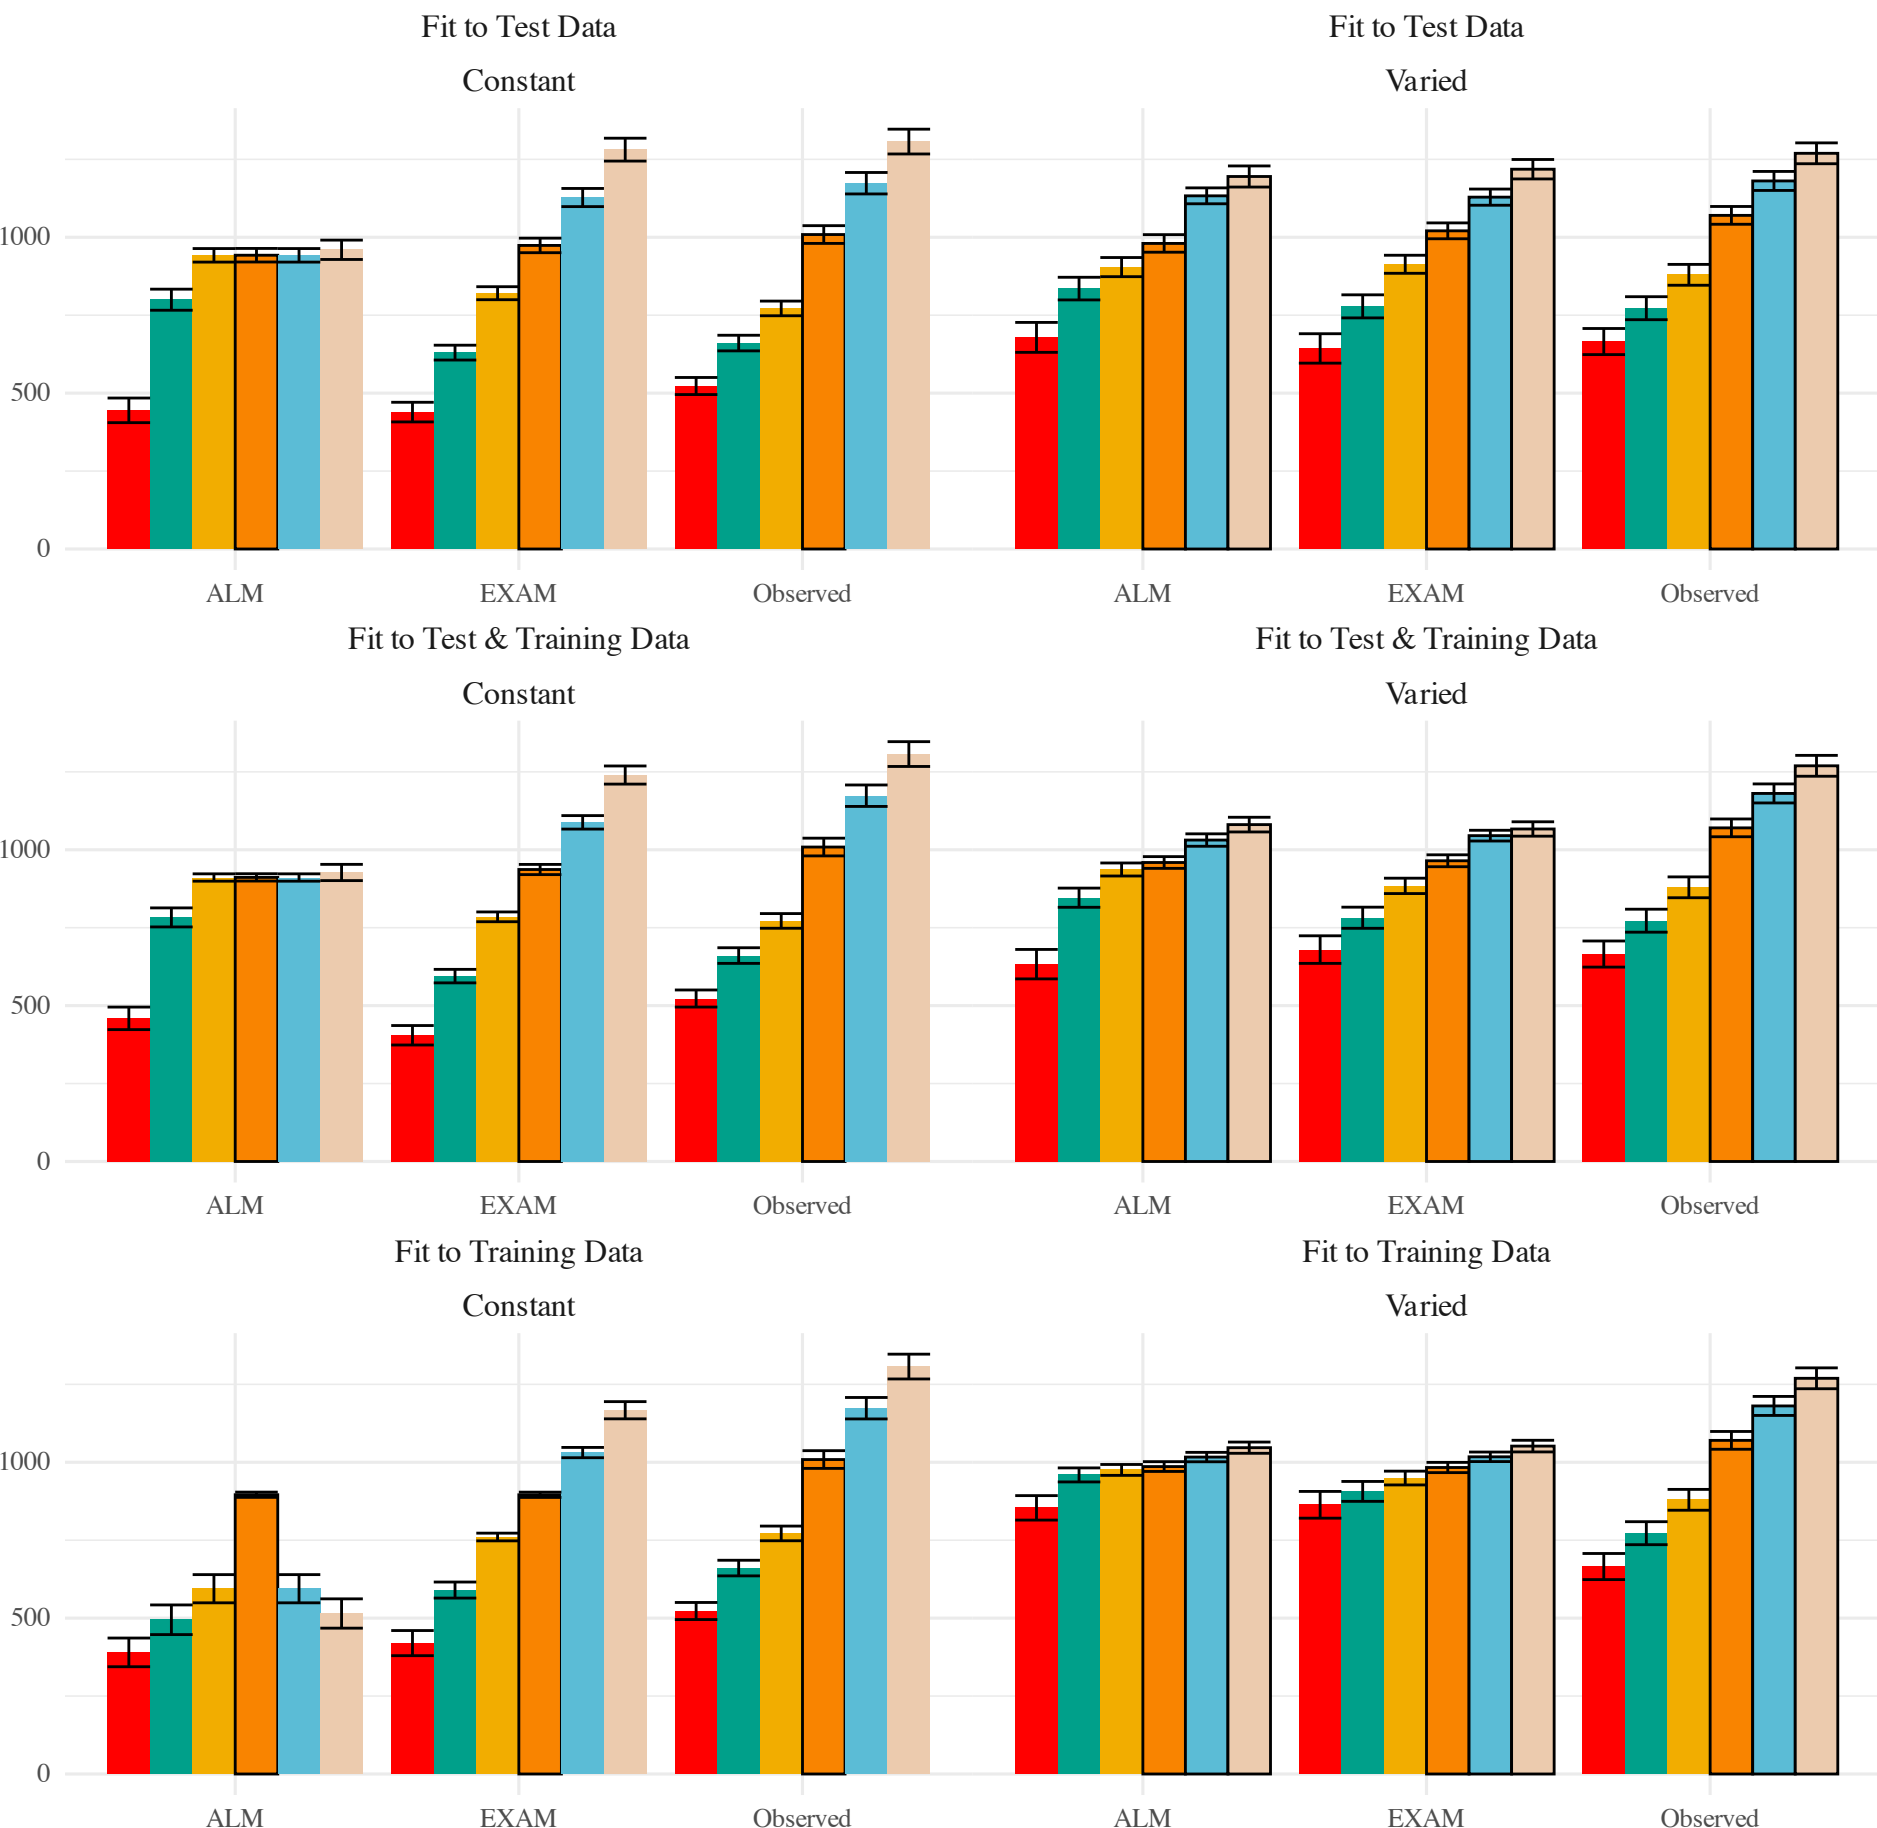 Fit to Test Data Fit to Test Data
Constant Varied
1000
500
0
ALM EXAM Observed ALM EXAM Observed
Fit to Test & Training Data Fit to Test & Training Data
Constant Varied
1000
500
0
ALM EXAM Observed ALM EXAM Observed
Fit to Training Data Fit to Training Data
Constant Varied
1000
500
0
ALM EXAM Observed ALM EXAM Observed